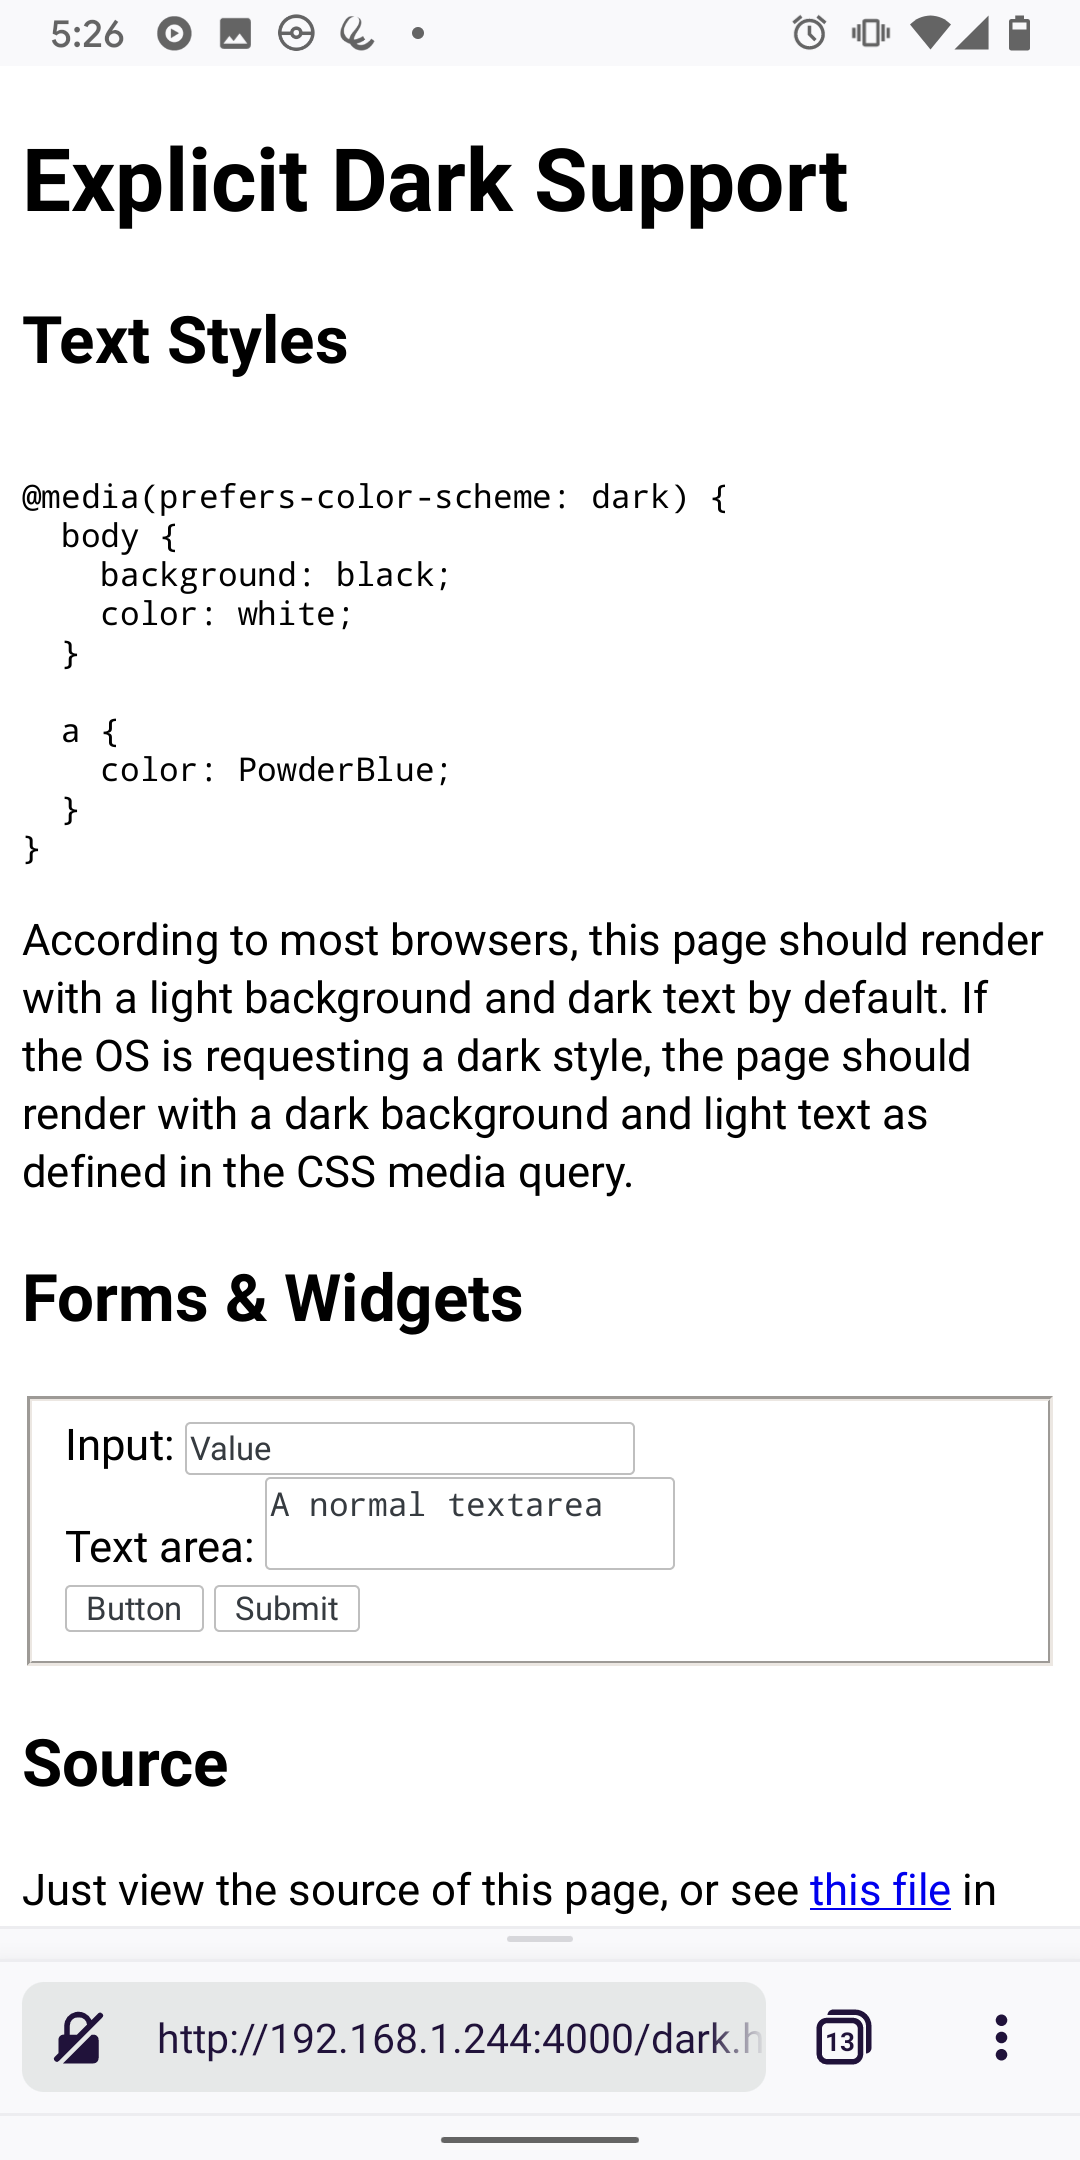 5:26
Explicit Dark Support
Text Styles
@media(prefers-color-scheme: dark) {
  body {
    background: black;
    color: white;
  }

  a {
    color: PowderBlue;
  }
}
According to most browsers, this page should render
with a light background and dark text by default. If
the OS is requesting a dark style, the page should
render with a dark background and light text as
defined in the CSS media query.
Forms & Widgets
Input: Value
A normal textarea
Text area:
Button Submit
Source
Just view the source of this page, or see this file in
http://192.168.1.244:4000/dark.h
13